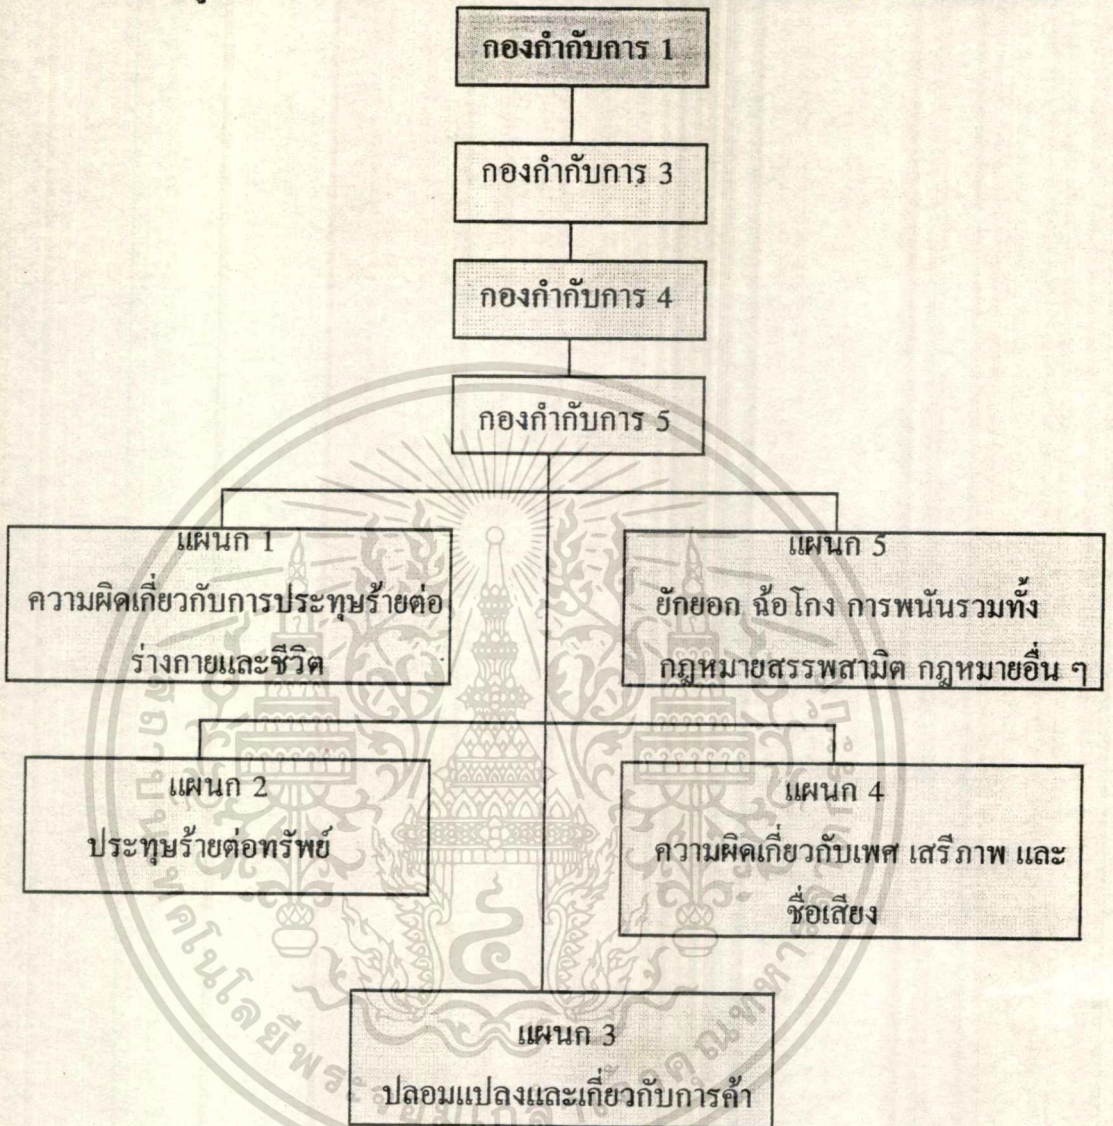 กองกำกับการ 1
กองกำกับการ 3
กองกำกับการ 4
กองกำกับการ 5
แผนก 1
ความผิดเกี่ยวกับการประทุษร้ายต่อ
ร่างกายและชีวิต
แผนก 5
ยักยอก ฉ้อโกง การพนันรวมทั้ง
กฎหมายสรรพสามิต กฎหมายอื่น ๆ
แผนก 2
ประทุษร้ายต่อทรัพย์
แผนก 4
ความผิดเกี่ยวกับเพศ เสรีภาพ และ
ชื่อเสียง
แผนก 3
ปลอมแปลงและเกี่ยวกับการค้า